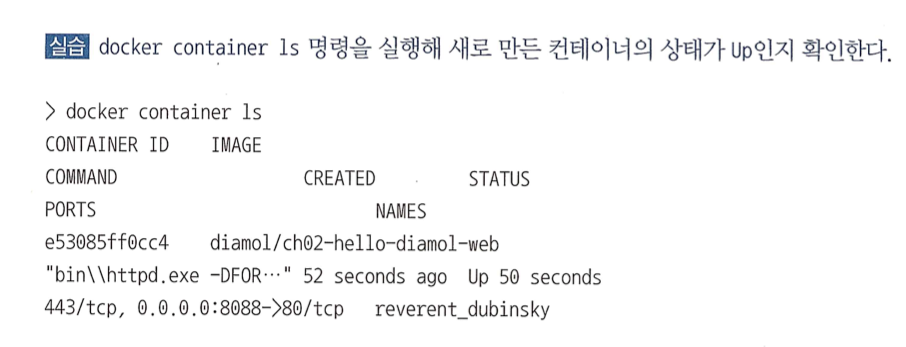 실습 docker container ls 명령을 실행해 새로 만든 컨테이너의 상태가 Up인지 확인한다.
> docker container ls
CONTAINER ID    IMAGE
COMMAND                  CREATED          STATUS
PORTS                           NAMES
e53085ff0cc4    diamol/ch02-hello-diamol-web
"bin\\httpd.exe -DFOR…" 52 seconds ago  Up 50 seconds
443/tcp, 0.0.0.0:8088->80/tcp   reverent_dubinsky